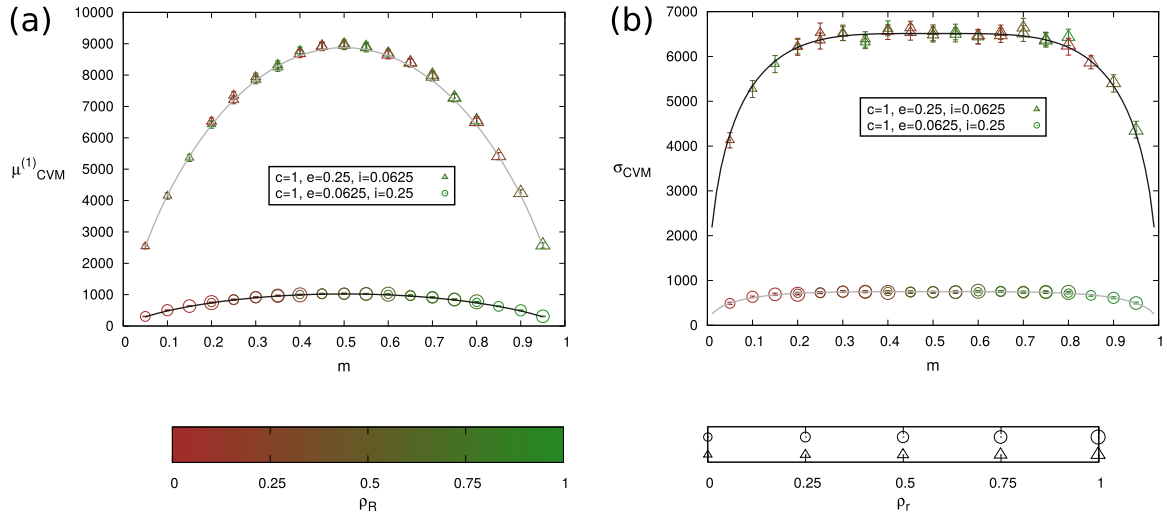 (a)
μ(1)CVM
10000
9000
8000
7000
6000
5000
4000
3000
2000
1000
0
c=1, e=0.25, i=0.0625
c=1, e=0.0625, i=0.25
0 0.1 0.2 0.3 0.4 0.5 0.6 0.7 0.8 0.9 1
m
(b)
σCVM
7000
6000
5000
4000
3000
2000
1000
0
c=1, e=0.25, i=0.0625
c=1, e=0.0625, i=0.25
0 0.1 0.2 0.3 0.4 0.5 0.6 0.7 0.8 0.9 1
m
0 0.25 0.5 0.75 1
ρR
0 0.25 0.5 0.75 1
ρr